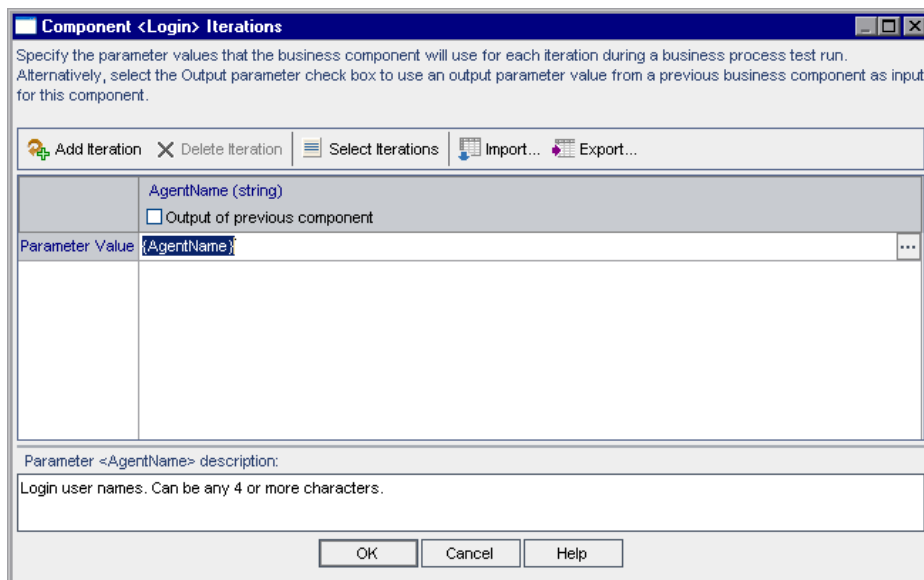 Component <Login> Iterations
Specify the parameter values that the business component will use for each iteration during a business process test run.
Alternatively, select the Output parameter check box to use an output parameter value from a previous business component as input
for this component.
Add Iteration Delete Iteration Select Iterations Import... Export...
AgentName (string)
Output of previous component
Parameter Value {AgentName} ...
Parameter <AgentName> description:
Login user names. Can be any 4 or more characters.
OK Cancel Help